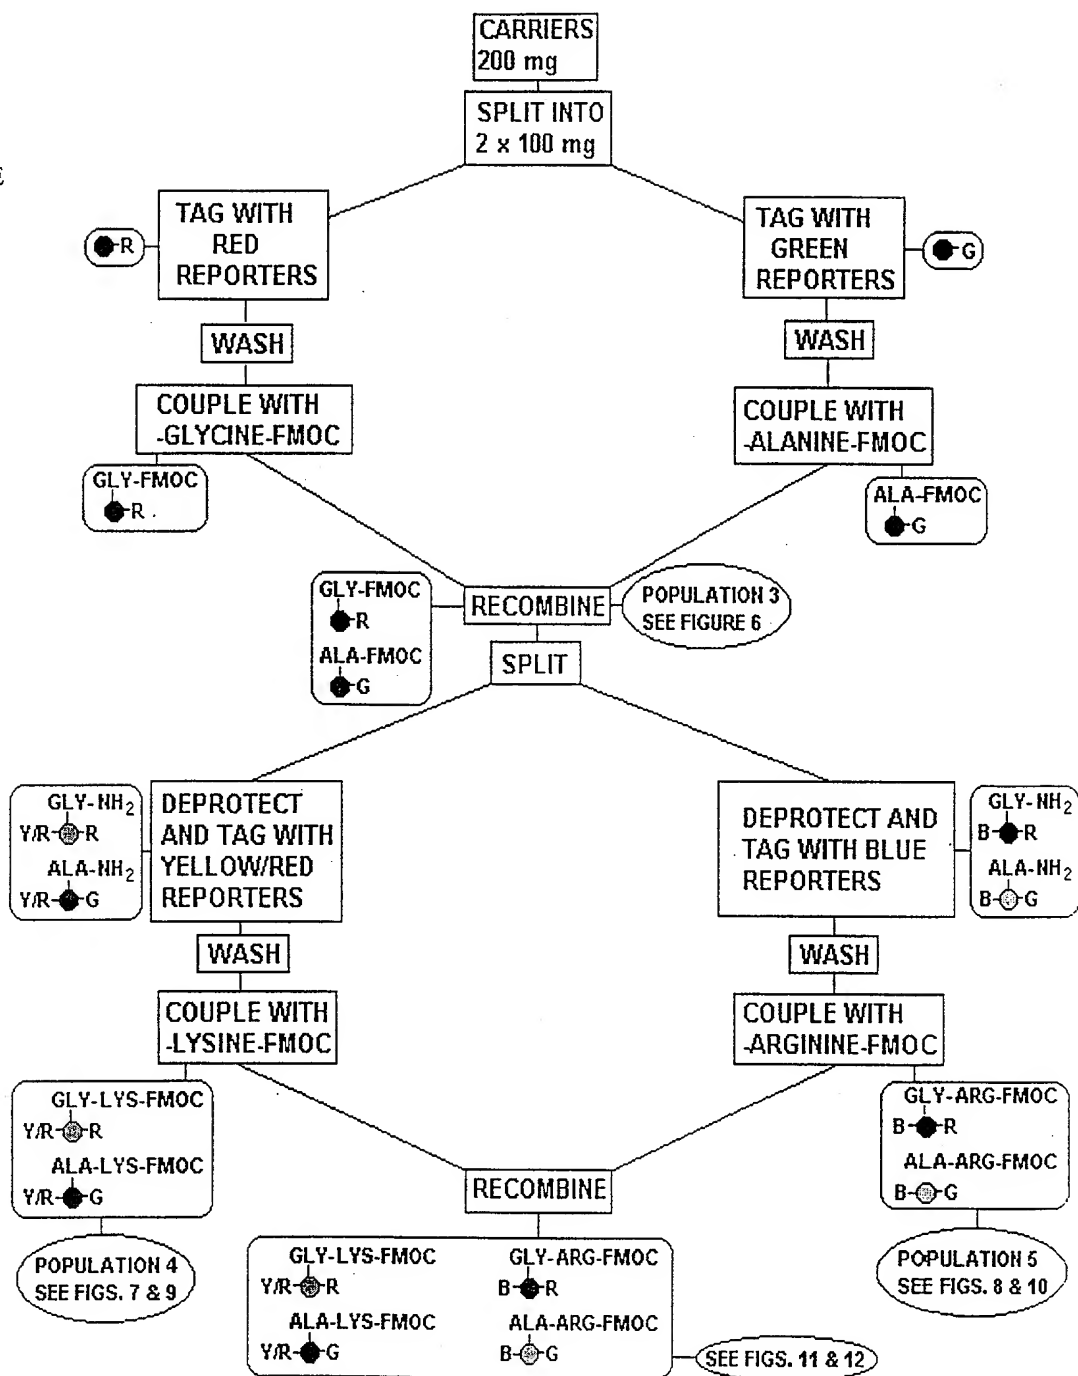 CARRIERS
200 mg
SPLIT INTO
2 x 100 mg
E
TAG WITH
RED
REPORTERS
R
TAG WITH
GREEN
REPORTERS
G
WASH
WASH
COUPLE WITH
-GLYCINE-FMOC
COUPLE WITH
-ALANINE-FMOC
GLY-FMOC
R
ALA-FMOC
G
GLY-FMOC
R
ALA-FMOC
G
RECOMBINE
POPULATION 3
SEE FIGURE 6
SPLIT
GLY-NH2
Y/R R
ALA-NH2
Y/R G
DEPROTECT
AND TAG WITH
YELLOW/RED
REPORTERS
DEPROTECT AND
TAG WITH BLUE
REPORTERS
GLY-NH2
B R
ALA-NH2
B G
WASH
WASH
COUPLE WITH
-LYSINE-FMOC
COUPLE WITH
-ARGININE-FMOC
GLY-LYS-FMOC
Y/R R
ALA-LYS-FMOC
Y/R G
GLY-ARG-FMOC
B R
ALA-ARG-FMOC
B G
RECOMBINE
POPULATION 4
SEE FIGS. 7 & 9
POPULATION 5
SEE FIGS. 8 & 10
GLY-LYS-FMOC
Y/R R
ALA-LYS-FMOC
Y/R G
GLY-ARG-FMOC
B R
ALA-ARG-FMOC
B G
SEE FIGS. 11 & 12